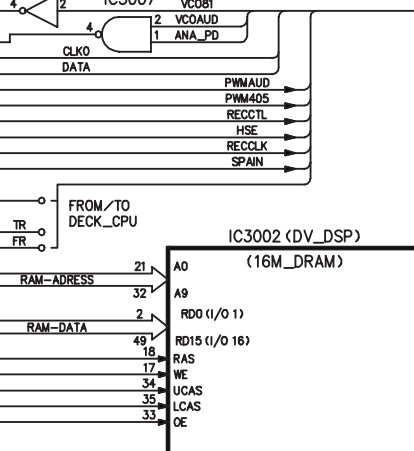 4 2 IC3007 VCO81
4 2 VCOAUD
1 ANA_PD
CLKO
DATA
PWMAUD
PWM405
RECCTL
HSE
RECCLK
SPAIN
FROM/TO
DECK_CPU
TR
FR
IC3002 (DV_DSP)
(16M_DRAM)
21 A0
RAM-ADRESS
32 A9
2 RD0 (I/O 1)
RAM-DATA
49 RD15 (I/O 16)
18 RAS
17 WE
34 UCAS
35 LCAS
33 OE